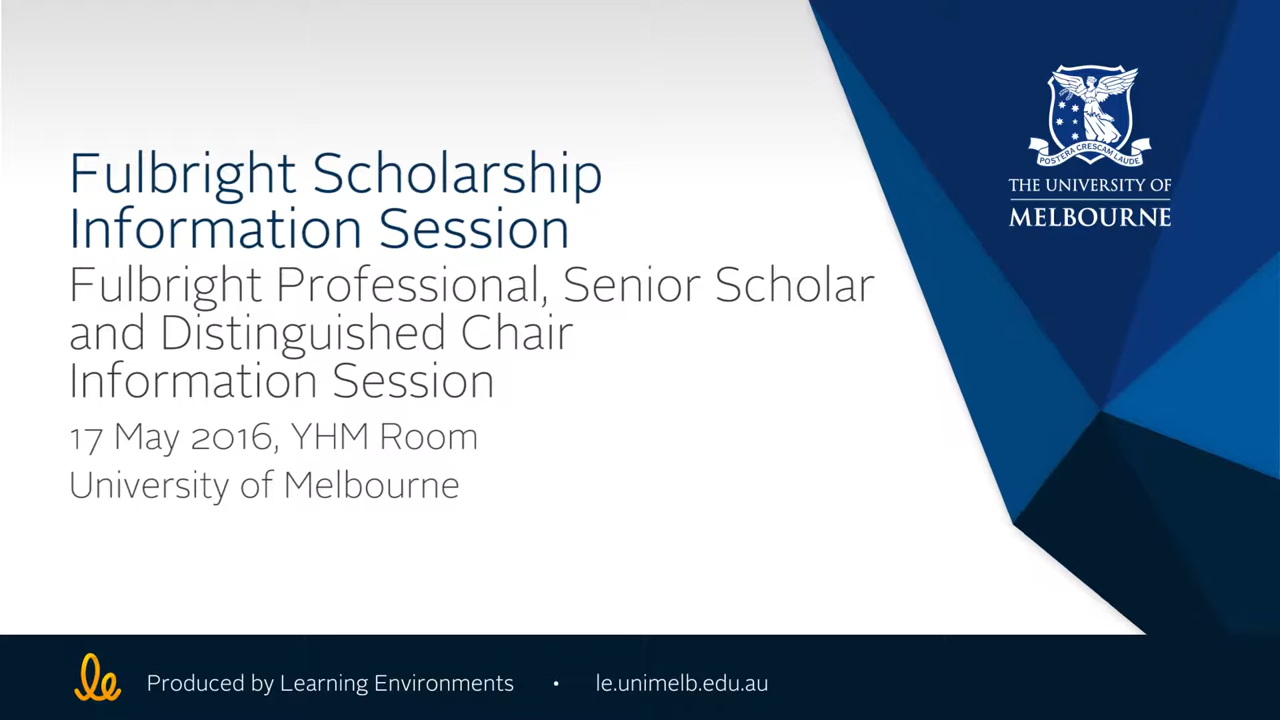 Fulbright Scholarship
Information Session
Fulbright Professional, Senior Scholar
and Distinguished Chair
Information Session
17 May 2016, YHM Room
University of Melbourne
POSTERA CRESCAM LAUDE
THE UNIVERSITY OF
MELBOURNE
le
Produced by Learning Environments • le.unimelb.edu.au